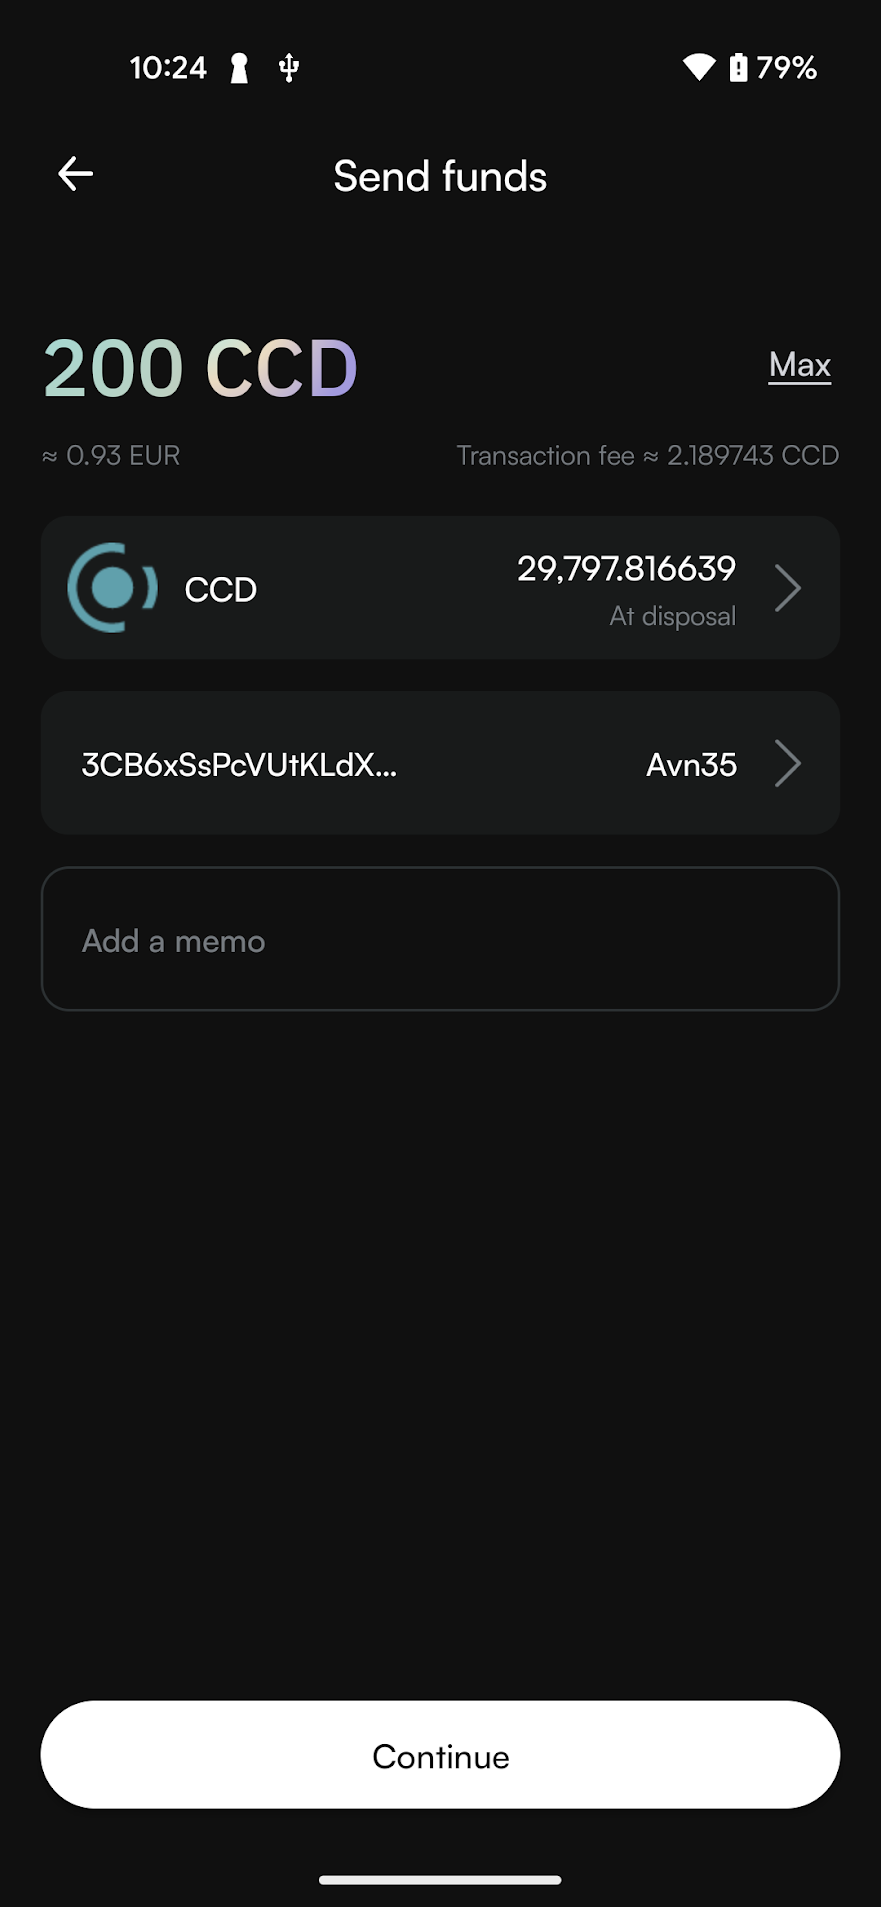 10:24 79%
Send funds
200 CCD Max
≈ 0.93 EUR Transaction fee ≈ 2.189743 CCD
CCD 29,797.816639
At disposal
3CB6xSsPcVUtKLdX... Avn35
Add a memo
Continue